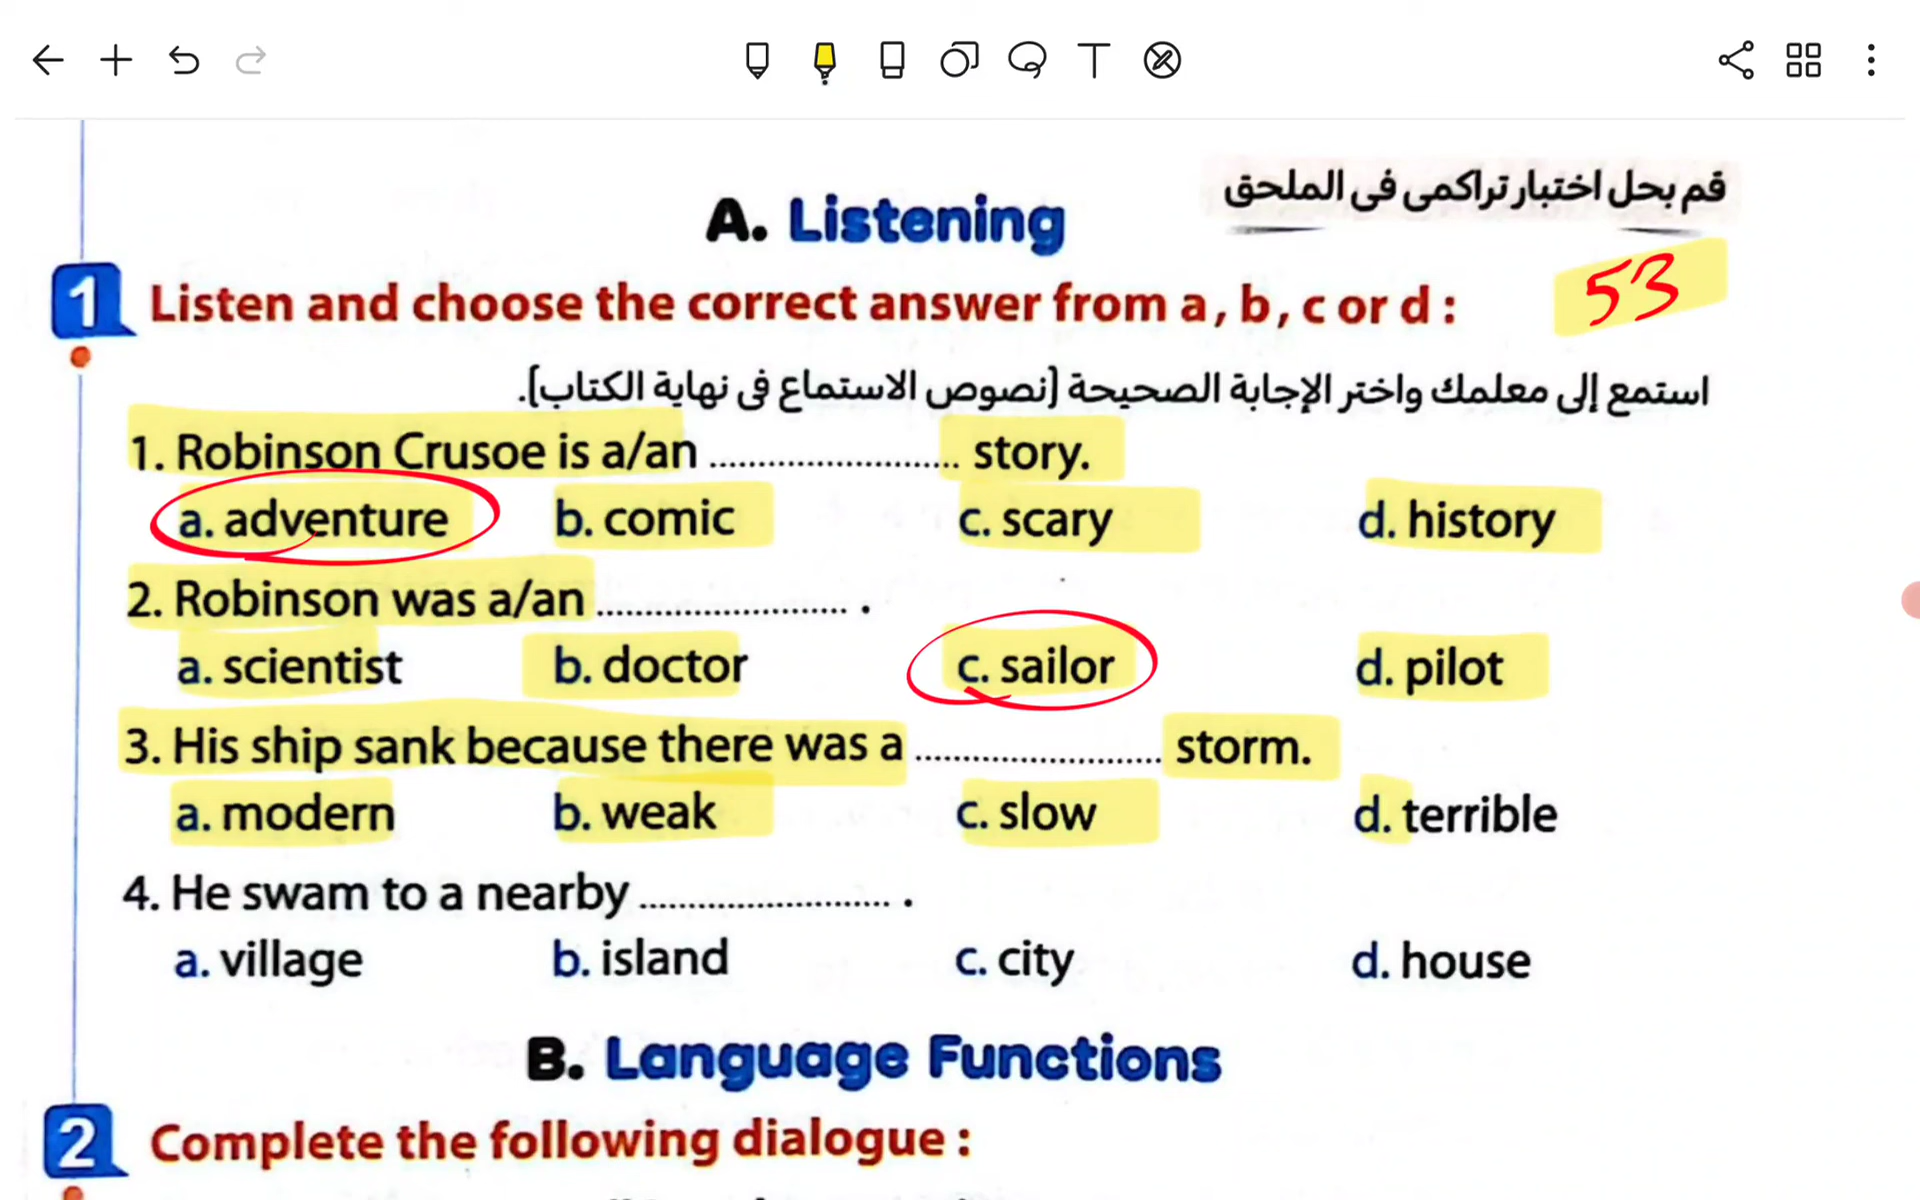 قم بحل اختبار تراكمى فى الملحق
A. Listening
1 Listen and choose the correct answer from a, b, c or d : 53
استمع إلى معلمك واختر الإجابة الصحيحة [نصوص الاستماع فى نهاية الكتاب].
1. Robinson Crusoe is a/an .......................... story.
a. adventure b. comic c. scary d. history
2. Robinson was a/an .......................... .
a. scientist b. doctor c. sailor d. pilot
3. His ship sank because there was a .......................... storm.
a. modern b. weak c. slow d. terrible
4. He swam to a nearby .......................... .
a. village b. island c. city d. house
B. Language Functions
2 Complete the following dialogue :